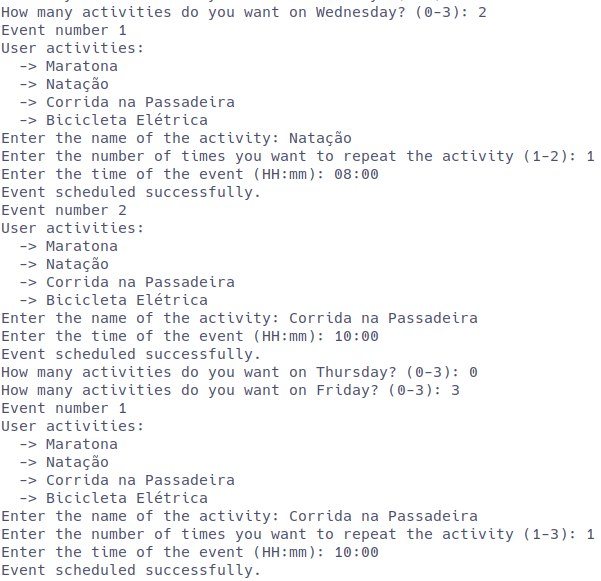 How many activities do you want on Wednesday? (0-3): 2
Event number 1
User activities:
  -> Maratona
  -> Natação
  -> Corrida na Passadeira
  -> Bicicleta Elétrica
Enter the name of the activity: Natação
Enter the number of times you want to repeat the activity (1-2): 1
Enter the time of the event (HH:mm): 08:00
Event scheduled successfully.
Event number 2
User activities:
  -> Maratona
  -> Natação
  -> Corrida na Passadeira
  -> Bicicleta Elétrica
Enter the name of the activity: Corrida na Passadeira
Enter the time of the event (HH:mm): 10:00
Event scheduled successfully.
How many activities do you want on Thursday? (0-3): 0
How many activities do you want on Friday? (0-3): 3
Event number 1
User activities:
  -> Maratona
  -> Natação
  -> Corrida na Passadeira
  -> Bicicleta Elétrica
Enter the name of the activity: Corrida na Passadeira
Enter the number of times you want to repeat the activity (1-3): 1
Enter the time of the event (HH:mm): 10:00
Event scheduled successfully.